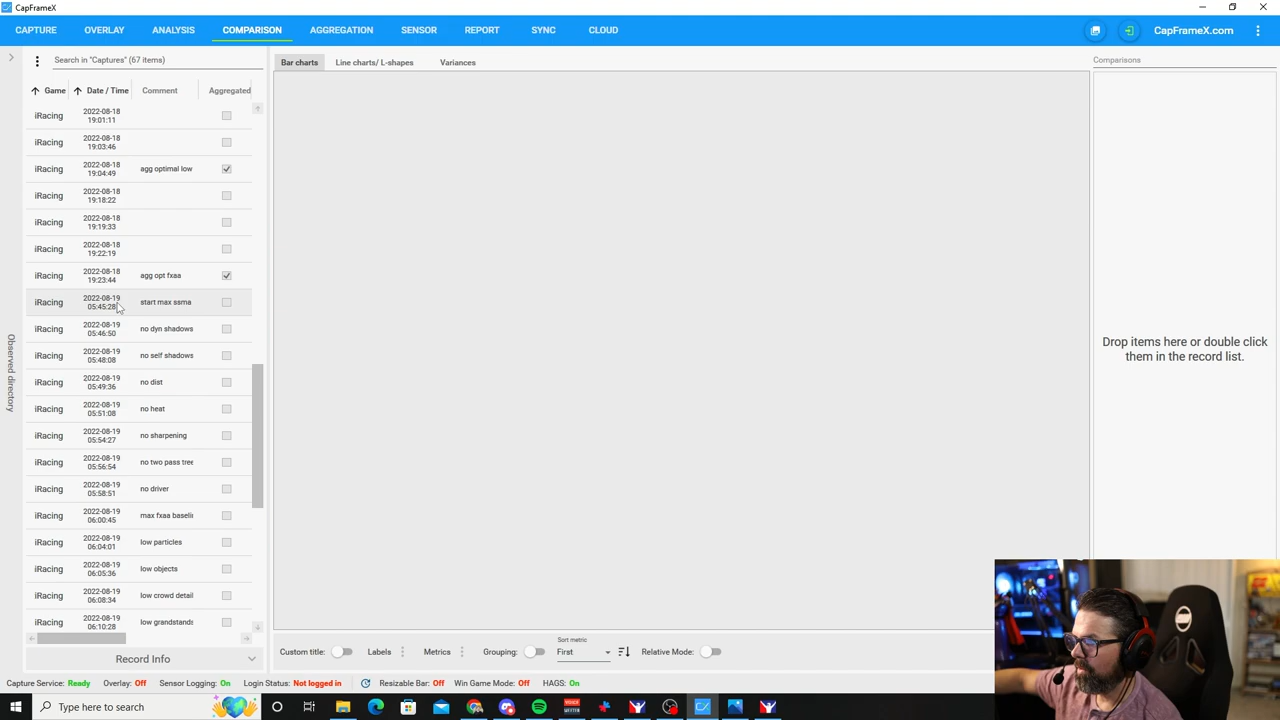 CapFrameX
CAPTURE OVERLAY ANALYSIS COMPARISON AGGREGATION SENSOR REPORT SYNC CLOUD CapFrameX.com
Search in "Captures" (67 items)
Bar charts Line charts/ L-shapes Variances
Comparisons
Game Date / Time Comment Aggregated
iRacing 2022-08-18 19:01:11
iRacing 2022-08-18 19:03:46
iRacing 2022-08-18 19:04:49 agg optimal low
iRacing 2022-08-18 19:18:22
iRacing 2022-08-18 19:19:33
iRacing 2022-08-18 19:22:19
iRacing 2022-08-18 19:23:44 agg opt fxaa
iRacing 2022-08-19 05:45:28 start max ssma
iRacing 2022-08-19 05:46:50 no dyn shadows
iRacing 2022-08-19 05:48:08 no self shadows
iRacing 2022-08-19 05:49:36 no dist
iRacing 2022-08-19 05:51:08 no heat
iRacing 2022-08-19 05:54:27 no sharpening
iRacing 2022-08-19 05:56:54 no two pass tree
iRacing 2022-08-19 05:58:51 no driver
iRacing 2022-08-19 06:00:45 max fxaa baseli
iRacing 2022-08-19 06:04:01 low particles
iRacing 2022-08-19 06:05:36 low objects
iRacing 2022-08-19 06:08:34 low crowd detail
iRacing 2022-08-19 06:10:28 low grandstands
Observed directory
Drop items here or double click
them in the record list.
Record Info
Custom title: Labels Metrics Grouping: Sort metric First Relative Mode:
Capture Service: Ready Overlay: Off Sensor Logging: On Login Status: Not logged in Resizable Bar: Off Win Game Mode: Off HAGS: On
Type here to search